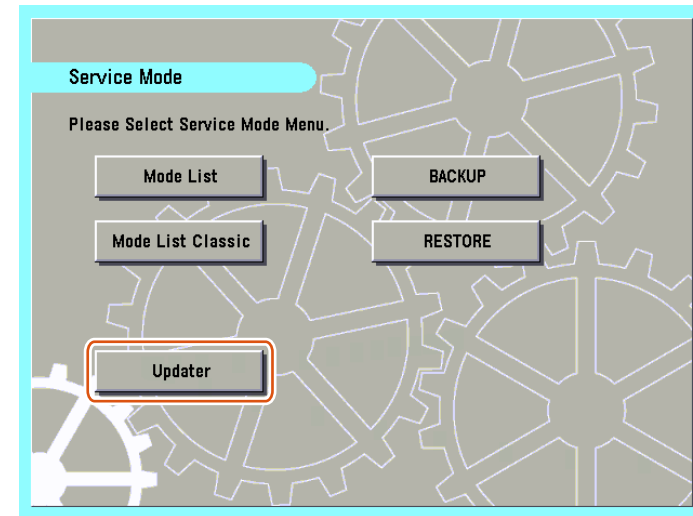 Service Mode
Please Select Service Mode Menu.
Mode List
BACKUP
Mode List Classic
RESTORE
Updater